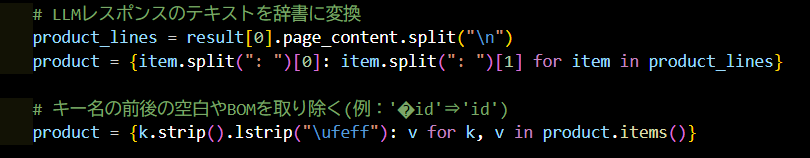 # LLMレスポンスのテキストを辞書に変換
product_lines = result[0].page_content.split("\n")
product = {item.split(": ")[0]: item.split(": ")[1] for item in product_lines}
# キー名の前後の空白やBOMを取り除く(例：'�id'⇒'id')
product = {k.strip().lstrip("\ufeff"): v for k, v in product.items()}